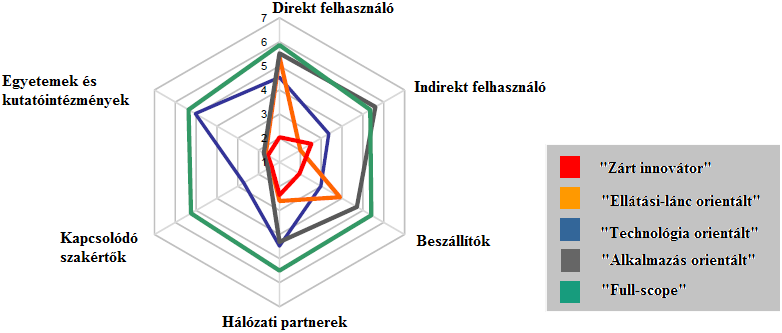 Direkt felhasználó
7
6
5
4
3
2
1
Egyetemek és
kutatóintézmények
Indirekt felhasználó
Kapcsolódó
szakértők
Beszállítók
Hálózati partnerek
"Zárt innovátor"
"Ellátási-lánc orientált"
"Technológia orientált"
"Alkalmazás orientált"
"Full-scope"